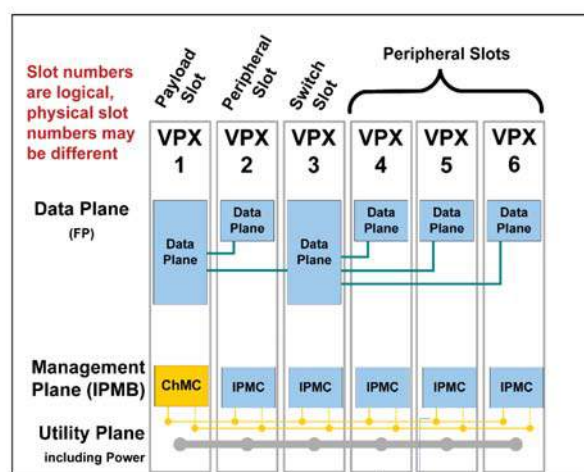 Slot numbers
are logical,
physical slot
numbers may
be different
Payload
Slot
Peripheral
Slot
Switch
Slot
Peripheral Slots
VPX
1
VPX
2
VPX
3
VPX
4
VPX
5
VPX
6
Data Plane
(FP)
Data
Plane
Data
Plane
Data
Plane
Data
Plane
Data
Plane
Data
Plane
Management
Plane (IPMB)
ChMC
IPMC
IPMC
IPMC
IPMC
IPMC
Utility Plane
including Power